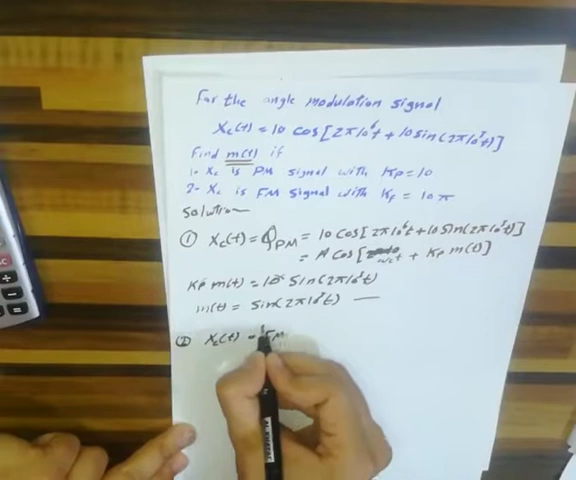 For the angle modulation signal
Xc(t) = 10 cos[2π10⁶t + 10 sin(2π10³t)]
Find m(t) if
1- Xc is PM signal with Kp = 10
2- Xc is FM signal with Kf = 10π
Solution
① Xc(t) = φPM = 10 cos[2π10⁶t + 10 sin(2π10³t)]
= A cos[ωct + Kp m(t)]
Kp m(t) = 10 sin(2π10³t)
m(t) = sin(2π10³t)
② Xc(t) = FM